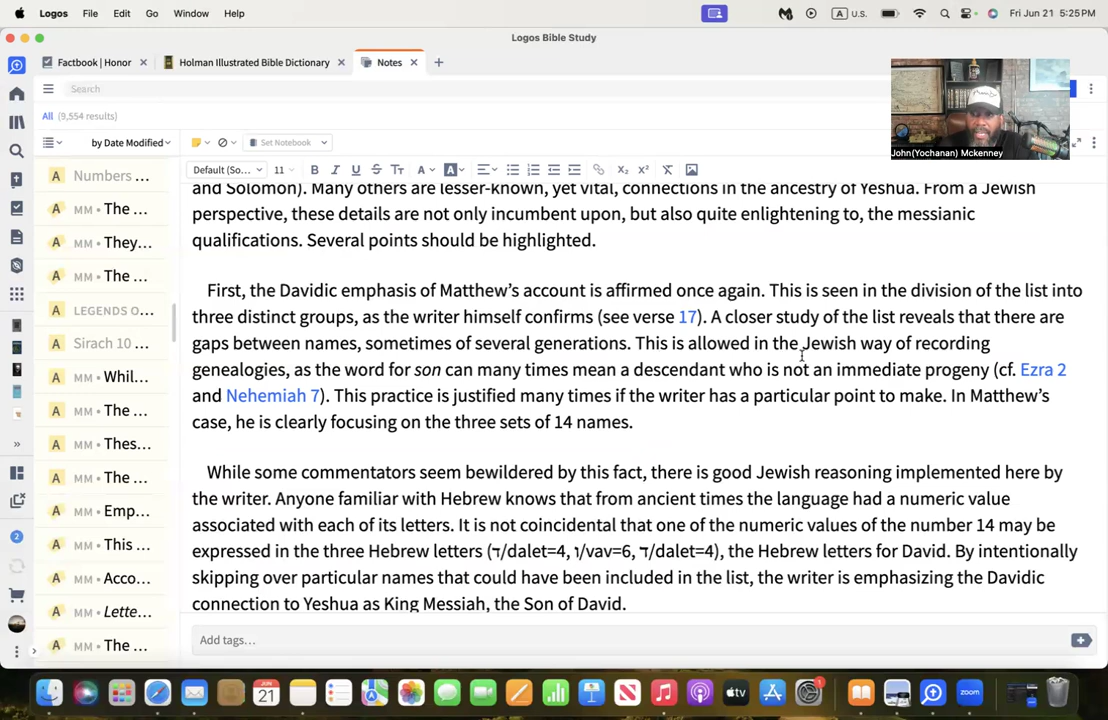 Logos File Edit Go Window Help
A U.S.
Fri Jun 21 5:25 PM
Logos Bible Study
Factbook | Honor
Holman Illustrated Bible Dictionary
Notes
Search
All (9,554 results)
by Date Modified
Set Notebook
John(Yochanan) Mckenney
Default (So...
11
B I U S Tт A A
X² X₂
A Numbers ...
A MM • The ...
A MM • They...
A MM • The ...
A LEGENDS O...
A Sirach 10 ...
A MM • Whil...
A MM • The ...
A MM • Thes...
A MM • The ...
A MM • Emp...
A MM • This ...
A MM • Acco...
A MM • Lette...
A MM • The ...
2
and Solomon). Many others are lesser-known, yet vital, connections in the ancestry of Yeshua. From a Jewish
perspective, these details are not only incumbent upon, but also quite enlightening to, the messianic
qualifications. Several points should be highlighted.
First, the Davidic emphasis of Matthew's account is affirmed once again. This is seen in the division of the list into
three distinct groups, as the writer himself confirms (see verse 17). A closer study of the list reveals that there are
gaps between names, sometimes of several generations. This is allowed in the Jewish way of recording
genealogies, as the word for son can many times mean a descendant who is not an immediate progeny (cf. Ezra 2
and Nehemiah 7). This practice is justified many times if the writer has a particular point to make. In Matthew's
case, he is clearly focusing on the three sets of 14 names.
While some commentators seem bewildered by this fact, there is good Jewish reasoning implemented here by
the writer. Anyone familiar with Hebrew knows that from ancient times the language had a numeric value
associated with each of its letters. It is not coincidental that one of the numeric values of the number 14 may be
expressed in the three Hebrew letters (ד/dalet=4, ו/vav=6, ד/dalet=4), the Hebrew letters for David. By intentionally
skipping over particular names that could have been included in the list, the writer is emphasizing the Davidic
connection to Yeshua as King Messiah, the Son of David.
Add tags...
21
tv
zoom